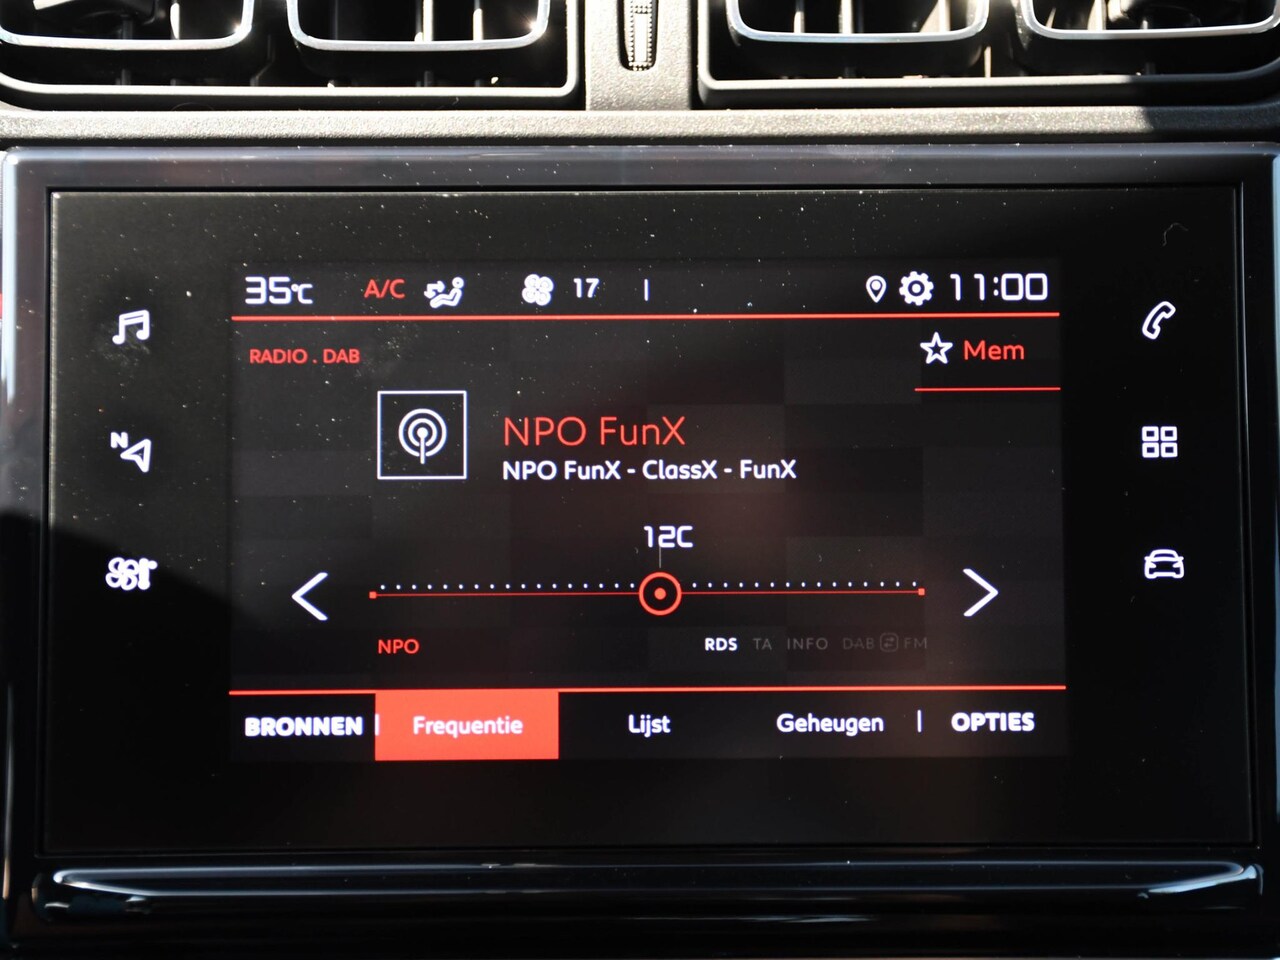 35°C A/C 17 | 11:00
RADIO . DAB
Mem
NPO FunX
NPO FunX - ClassX - FunX
N
12C
NPO RDS TA INFO DAB FM
BRONNEN | Frequentie Lijst Geheugen | OPTIES